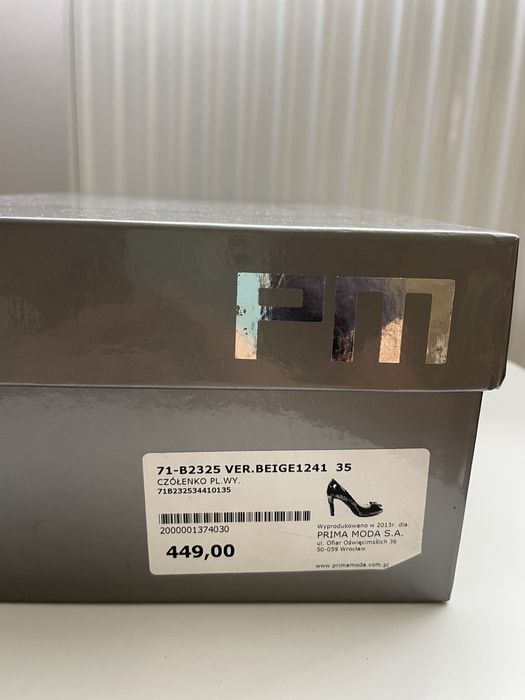 PM
71-B2325 VER.BEIGE1241 35
CZÓŁENKO PL.WY.
71B232534410135
2000001374030
449,00
Wyprodukowano w 2013r. dla:
PRIMA MODA S.A.
ul. Ofiar Oświęcimskich 36
50-059 Wrocław
www.primamoda.com.pl